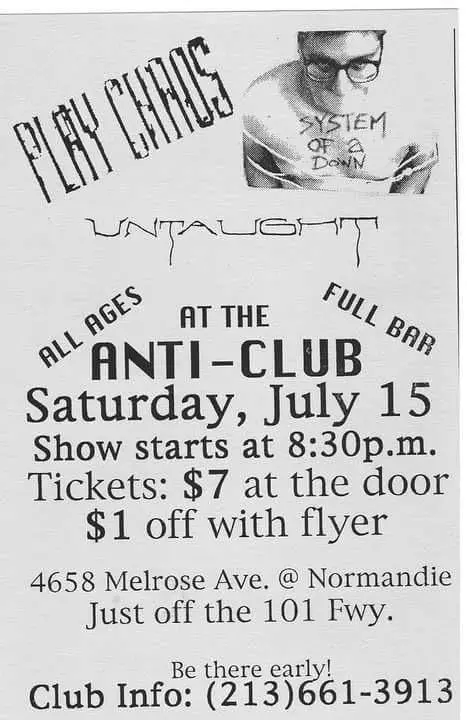 PLAY CHAOS
SYSTEM
OF a
DOWN
UNTAUGHT
ALL AGES
FULL BAR
AT THE
ANTI-CLUB
Saturday, July 15
Show starts at 8:30p.m.
Tickets: $7 at the door
$1 off with flyer
4658 Melrose Ave. @ Normandie
Just off the 101 Fwy.
Be there early!
Club Info: (213)661-3913